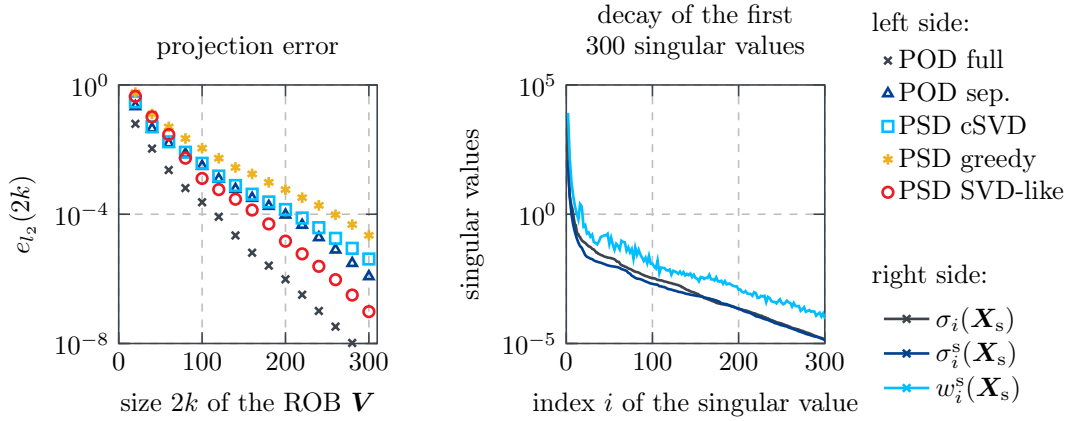 projection error
10^0
10^{-4}
10^{-8}
0
100
200
300
e_{l_2}(2k)
size 2k of the ROB V
decay of the first
300 singular values
10^5
10^0
10^{-5}
0
100
200
300
singular values
index i of the singular value
left side:
POD full
POD sep.
PSD cSVD
PSD greedy
PSD SVD-like
right side:
σ_i(X_s)
σ_i^s(X_s)
w_i^s(X_s)